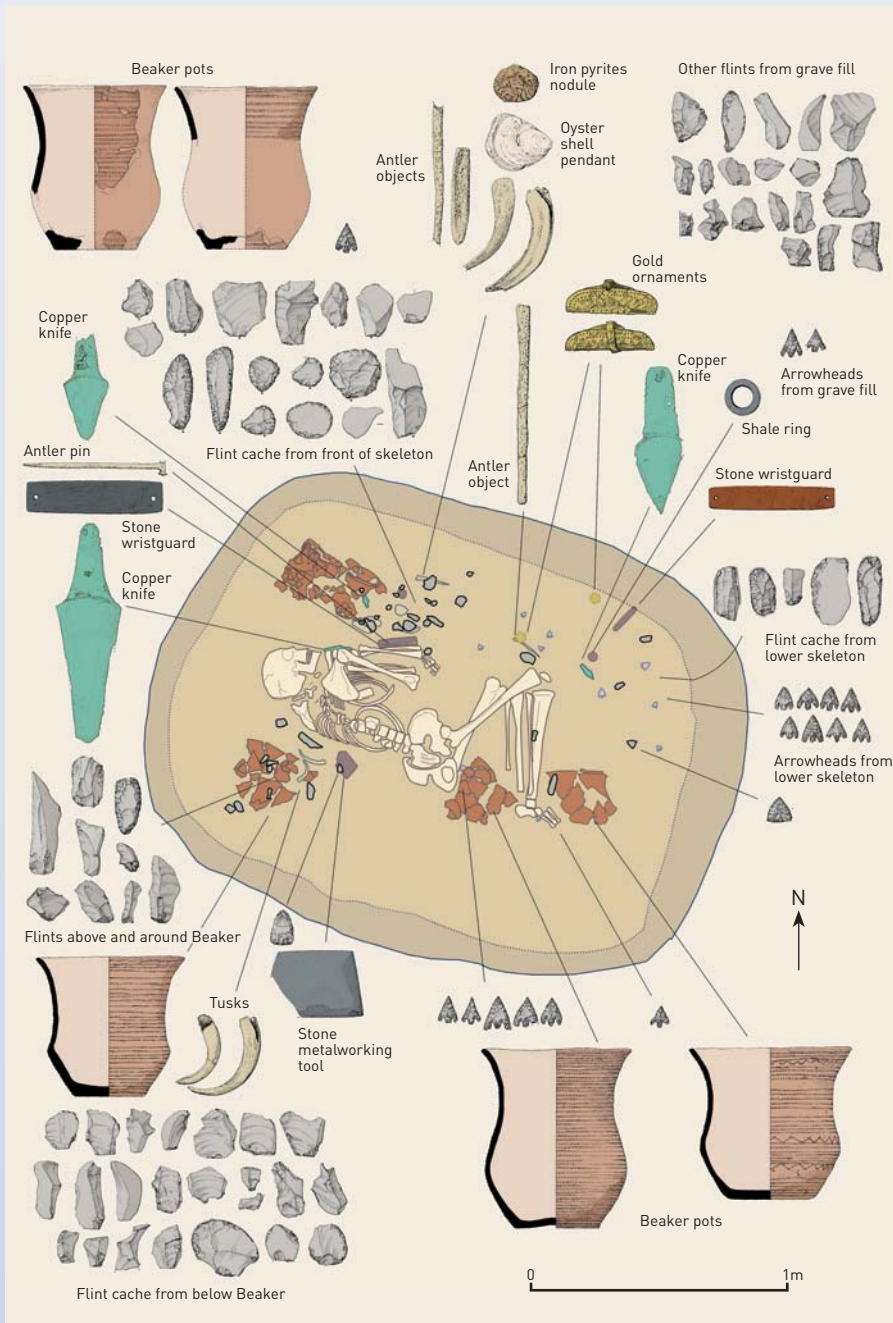 Beaker pots
Iron pyrites
nodule
Other flints from grave fill
Oyster
shell
pendant
Antler
objects
Gold
ornaments
Copper
knife
Copper
knife
Arrowheads
from grave fill
Shale ring
Flint cache from front of skeleton
Antler pin
Antler
object
Stone wristguard
Stone
wristguard
Copper
knife
Flint cache from
lower skeleton
Arrowheads from
lower skeleton
N
Flints above and around Beaker
Tusks
Stone
metalworking
tool
Beaker pots
0
1m
Flint cache from below Beaker